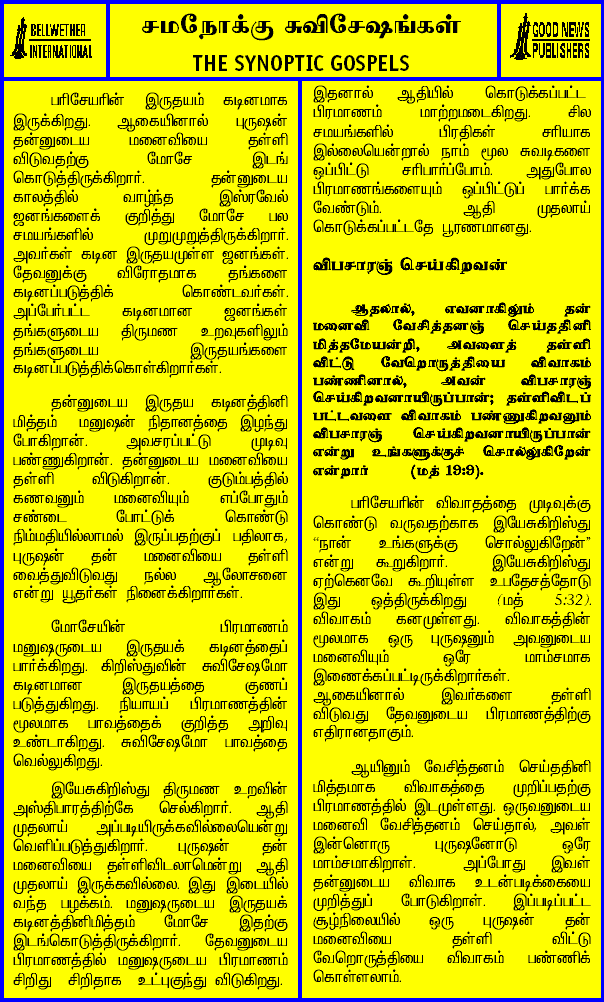 BELLWETHER
INTERNATIONAL
சமநோக்கு சுவிசேஷங்கள்
THE SYNOPTIC GOSPELS
GOOD NEWS
PUBLISHERS
பரிசேயரின் இருதயம் கடினமாக
இருக்கிறது. ஆகையினால் புருஷன்
தன்னுடைய மனைவியை தள்ளி
விடுவதற்கு மோசே இடங்
கொடுத்திருக்கிறார். தன்னுடைய
காலத்தில் வாழ்ந்த இஸ்ரவேல்
ஜனங்களைக் குறித்து மோசே பல
சமயங்களில் முறுமுறுத்திருக்கிறார்.
அவர்கள் கடின இருதயமுள்ள ஜனங்கள்.
தேவனுக்கு விரோதமாக தங்களை
கடினப்படுத்திக் கொண்டவர்கள்.
அப்பேர்பட்ட கடினமான ஜனங்கள்
தங்களுடைய திருமண உறவுகளிலும்
தங்களுடைய இருதயங்களை
கடினப்படுத்திக்கொள்கிறார்கள்.
தன்னுடைய இருதய கடினத்தினி
மித்தம் மனுஷன் நிதானத்தை இழந்து
போகிறான். அவசரப்பட்டு முடிவு
பண்ணுகிறான். தன்னுடைய மனைவியை
தள்ளி விடுகிறான். குடும்பத்தில்
கணவனும் மனைவியும் எப்போதும்
சண்டை போட்டுக் கொண்டு
நிம்மதியில்லாமல் இருப்பதற்குப் பதிலாக,
புருஷன் தன் மனைவியை தள்ளி
வைத்துவிடுவது நல்ல ஆலோசனை
என்று யூதர்கள் நினைக்கிறார்கள்.
மோசேயின் பிரமாணம்
மனுஷருடைய இருதயக் கடினத்தைப்
பார்க்கிறது. கிறிஸ்துவின் சுவிசேஷமோ
கடினமான இருதயத்தை குணப்
படுத்துகிறது. நியாயப் பிரமாணத்தின்
மூலமாக பாவத்தைக் குறித்த அறிவு
உண்டாகிறது. சுவிசேஷமோ பாவத்தை
வெல்லுகிறது.
இயேசுகிறிஸ்து திருமண உறவின்
அஸ்திபாரத்திற்கே செல்கிறார். ஆதி
முதலாய் அப்படியிருக்கவில்லையென்று
வெளிப்படுத்துகிறார். புருஷன் தன்
மனைவியை தள்ளிவிடலாமென்று ஆதி
முதலாய் இருக்கவில்லை. இது இடையில்
வந்த பழக்கம். மனுஷருடைய இருதயக்
கடினத்தினிமித்தம் மோசே இதற்கு
இடங்கொடுத்திருக்கிறார். தேவனுடைய
பிரமாணத்தில் மனுஷருடைய பிரமாணம்
சிறிது சிறிதாக உட்புகுந்து விடுகிறது.
இதனால் ஆதியில் கொடுக்கப்பட்ட
பிரமாணம் மாற்றமடைகிறது. சில
சமயங்களில் பிரதிகள் சரியாக
இல்லையென்றால் நாம் மூல சுவடிகளை
ஒப்பிட்டு சரிபார்ப்போம். அதுபோல
பிரமாணங்களையும் ஒப்பிட்டுப் பார்க்க
வேண்டும். ஆதி முதலாய்
கொடுக்கப்பட்டதே பூரணமானது.
விபசாரஞ் செய்கிறவன்
ஆதலால், எவனாகிலும் தன்
மனைவி வேசித்தனஞ் செய்ததினி
மித்தமேயன்றி, அவளைத் தள்ளி
விட்டு வேறொருத்தியை விவாகம்
பண்ணினால், அவன் விபசாரஞ்
செய்கிறவனாயிருப்பான்; தள்ளிவிடப்
பட்டவளை விவாகம் பண்ணுகிறவனும்
விபசாரஞ் செய்கிறவனாயிருப்பான்
என்று உங்களுக்குச் சொல்லுகிறேன்
என்றார் (மத் 19:9).
பரிசேயரின் விவாதத்தை முடிவுக்கு
கொண்டு வருவதற்காக இயேசுகிறிஸ்து
“நான் உங்களுக்கு சொல்லுகிறேன்”
என்று கூறுகிறார். இயேசுகிறிஸ்து
ஏற்கெனவே கூறியுள்ள உபதேசத்தோடு
இது ஒத்திருக்கிறது (மத் 5:32).
விவாகம் கனமுள்ளது. விவாகத்தின்
மூலமாக ஒரு புருஷனும் அவனுடைய
மனைவியும் ஒரே மாம்சமாக
இணைக்கப்பட்டிருக்கிறார்கள்.
ஆகையினால் இவர்களை தள்ளி
விடுவது தேவனுடைய பிரமாணத்திற்கு
எதிரானதாகும்.
ஆயினும் வேசித்தனம் செய்ததினி
மித்தமாக விவாகத்தை முறிப்பதற்கு
பிரமாணத்தில் இடமுள்ளது. ஒருவனுடைய
மனைவி வேசித்தனம் செய்தால், அவள்
இன்னொரு புருஷனோடு ஒரே
மாம்சமாகிறாள். அப்போது இவள்
தன்னுடைய விவாக உடன்படிக்கையை
முறித்துப் போடுகிறாள். இப்படிப்பட்ட
சூழ்நிலையில் ஒரு புருஷன் தன்
மனைவியை தள்ளி விட்டு
வேறொருத்தியை விவாகம் பண்ணிக்
கொள்ளலாம்.